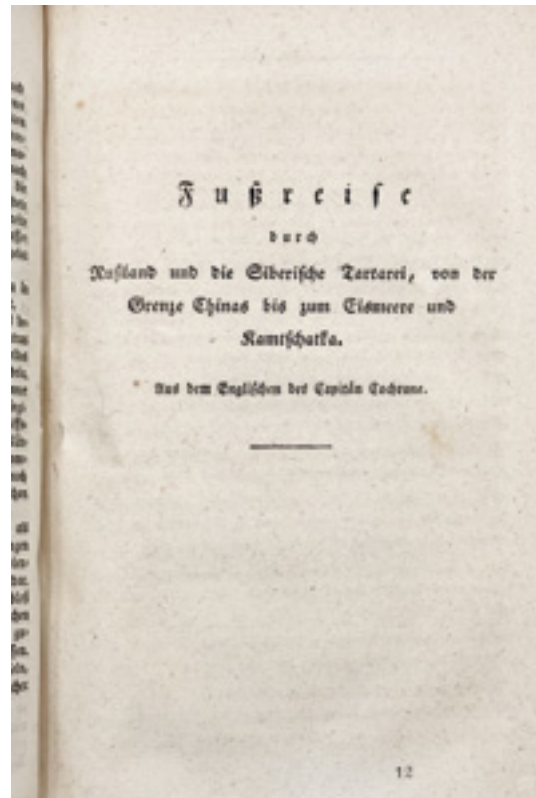 Fußreise
durch
Rußland und die Siberische Tartarei, von der
Grenze Chinas bis zum Eismeere und
Kamtschatka.
Aus dem Englischen des Capitän Cochrane.
12